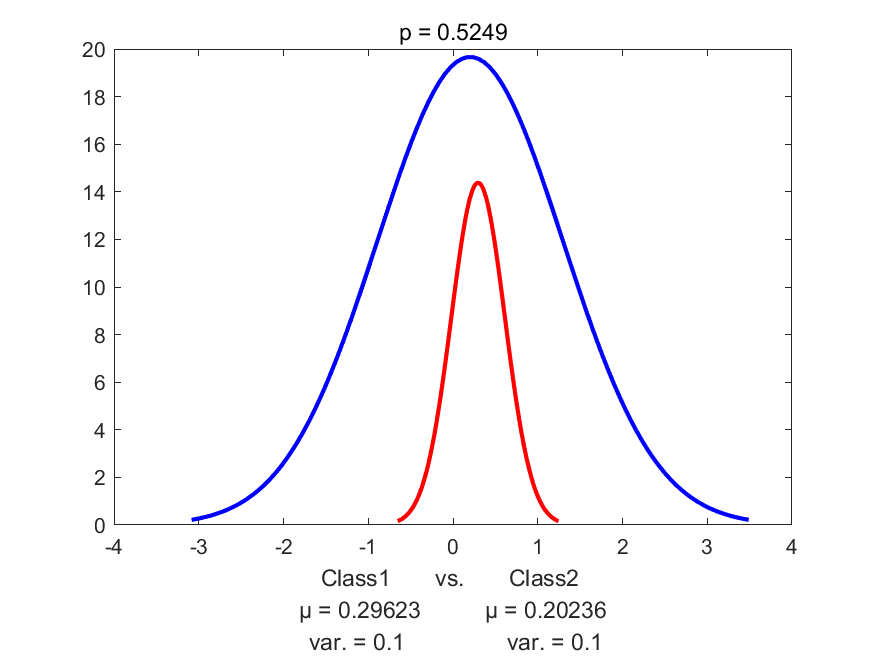 p = 0.5249
20
18
16
14
12
10
8
6
4
2
0
-4 -3 -2 -1 0 1 2 3 4
Class1 vs. Class2
μ = 0.29623 μ = 0.20236
var. = 0.1 var. = 0.1